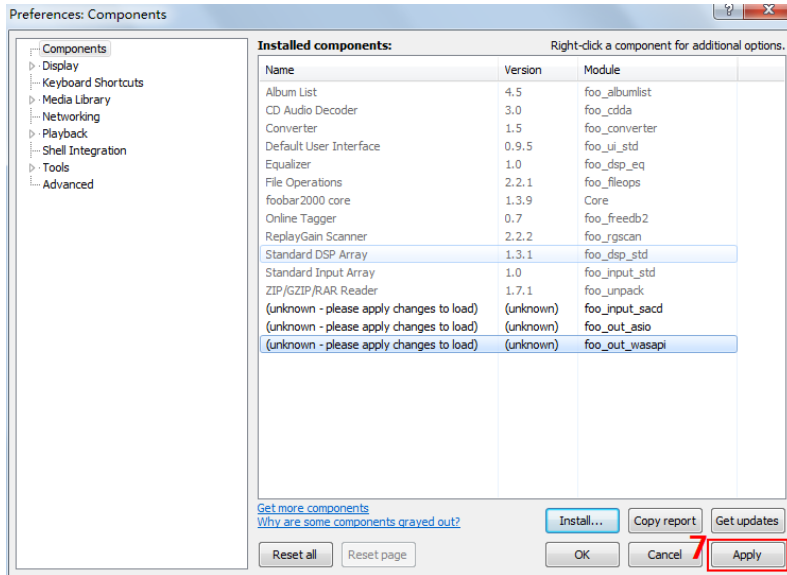 Preferences: Components
? X
Components
Display
Keyboard Shortcuts
Media Library
Networking
Playback
Shell Integration
Tools
Advanced
Installed components: Right-click a component for additional options.
Name Version Module
Album List 4.5 foo_albumlist
CD Audio Decoder 3.0 foo_cdda
Converter 1.5 foo_converter
Default User Interface 0.9.5 foo_ui_std
Equalizer 1.0 foo_dsp_eq
File Operations 2.2.1 foo_fileops
foobar2000 core 1.3.9 Core
Online Tagger 0.7 foo_freedb2
ReplayGain Scanner 2.2.2 foo_rgscan
Standard DSP Array 1.3.1 foo_dsp_std
Standard Input Array 1.0 foo_input_std
ZIP/GZIP/RAR Reader 1.7.1 foo_unpack
(unknown - please apply changes to load) (unknown) foo_input_sacd
(unknown - please apply changes to load) (unknown) foo_out_asio
(unknown - please apply changes to load) (unknown) foo_out_wasapi
Get more components
Why are some components grayed out?
Install... Copy report Get updates
Reset all Reset page OK Cancel 7 Apply